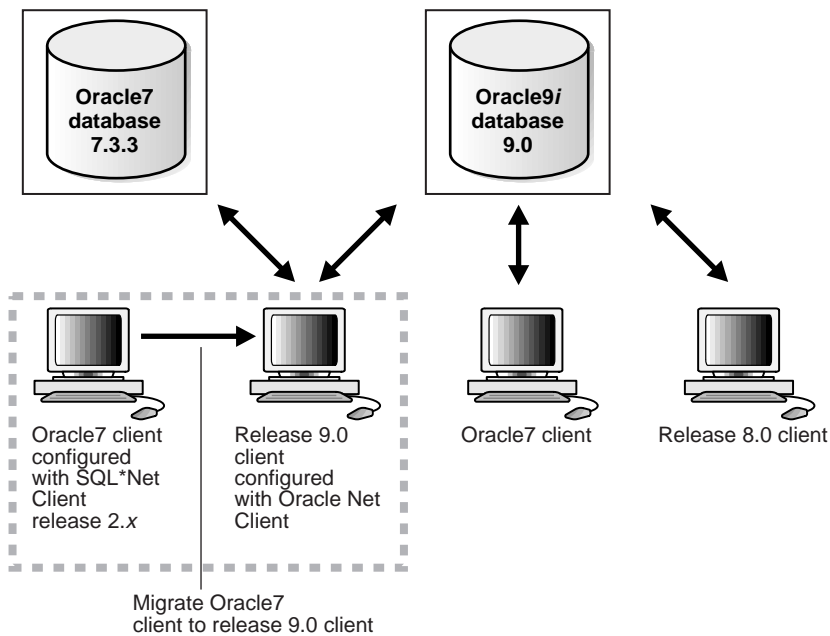 Oracle7
database
7.3.3
Oracle9i
database
9.0
Oracle7 client
configured
with SQL*Net
Client
release 2.x
Release 9.0
client
configured
with Oracle Net
Client
Oracle7 client
Release 8.0 client
Migrate Oracle7
client to release 9.0 client